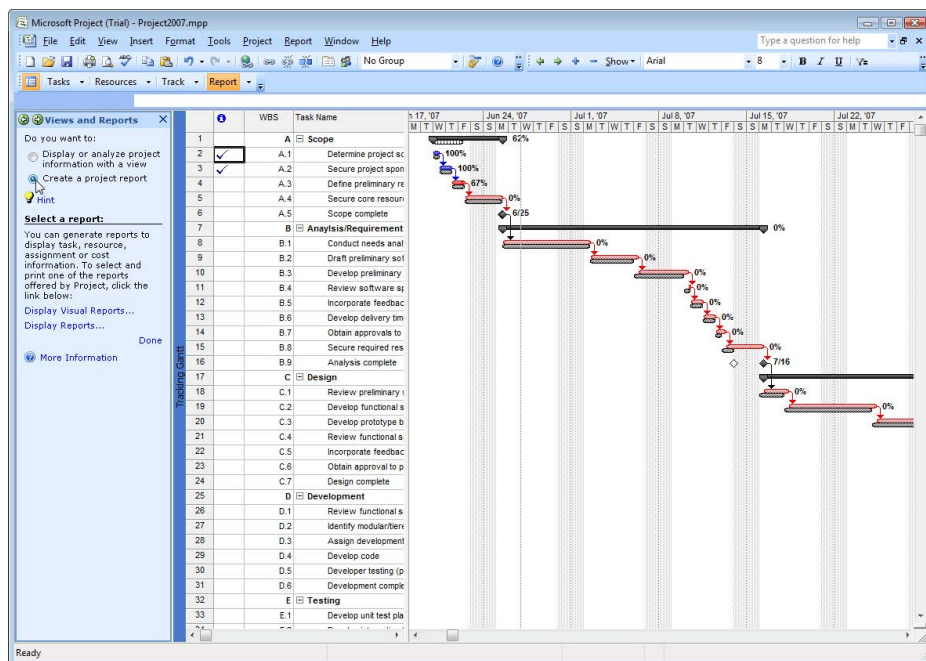 Microsoft Project (Trial) - Project2007.mpp
File Edit View Insert Format Tools Project Report Window Help
Type a question for help
No Group
Show
Arial
8
B I U
Tasks Resources Track Report
Views and Reports
Do you want to:
Display or analyze project
information with a view
Create a project report
Hint
Select a report:
You can generate reports to
display task, resource,
assignment or cost
information. To select and
print one of the reports
offered by Project, click the
link below:
Display Visual Reports...
Display Reports...
Done
More Information
Tracking Gantt
WBS Task Name
17, '07 Jun 24, '07 Jul 1, '07 Jul 8, '07 Jul 15, '07 Jul 22, '07
M T W T F S S M T W T F S S M T W T F S S M T W T F S S M T W T F S S M T W T F
1 A Scope 62%
2 A.1 Determine project sc 100%
3 A.2 Secure project spon 100%
4 A.3 Define preliminary re 67%
5 A.4 Secure core resour 0%
6 A.5 Scope complete 6/25
7 B Anaylsis/Requirement 0%
8 B.1 Conduct needs anal 0%
9 B.2 Draft preliminary sof 0%
10 B.3 Develop preliminary 0%
11 B.4 Review software sp 0%
12 B.5 Incorporate feedbac 0%
13 B.6 Develop delivery tim 0%
14 B.7 Obtain approvals to 0%
15 B.8 Secure required res 0%
16 B.9 Analysis complete 7/16
17 C Design
18 C.1 Review preliminary s 0%
19 C.2 Develop functional s 0%
20 C.3 Develop prototype b
21 C.4 Review functional s
22 C.5 Incorporate feedbac
23 C.6 Obtain approval to p
24 C.7 Design complete
25 D Development
26 D.1 Review functional s
27 D.2 Identify modular/tiere
28 D.3 Assign development
29 D.4 Develop code
30 D.5 Developer testing (p
31 D.6 Development comple
32 E Testing
33 E.1 Develop unit test pla
Ready